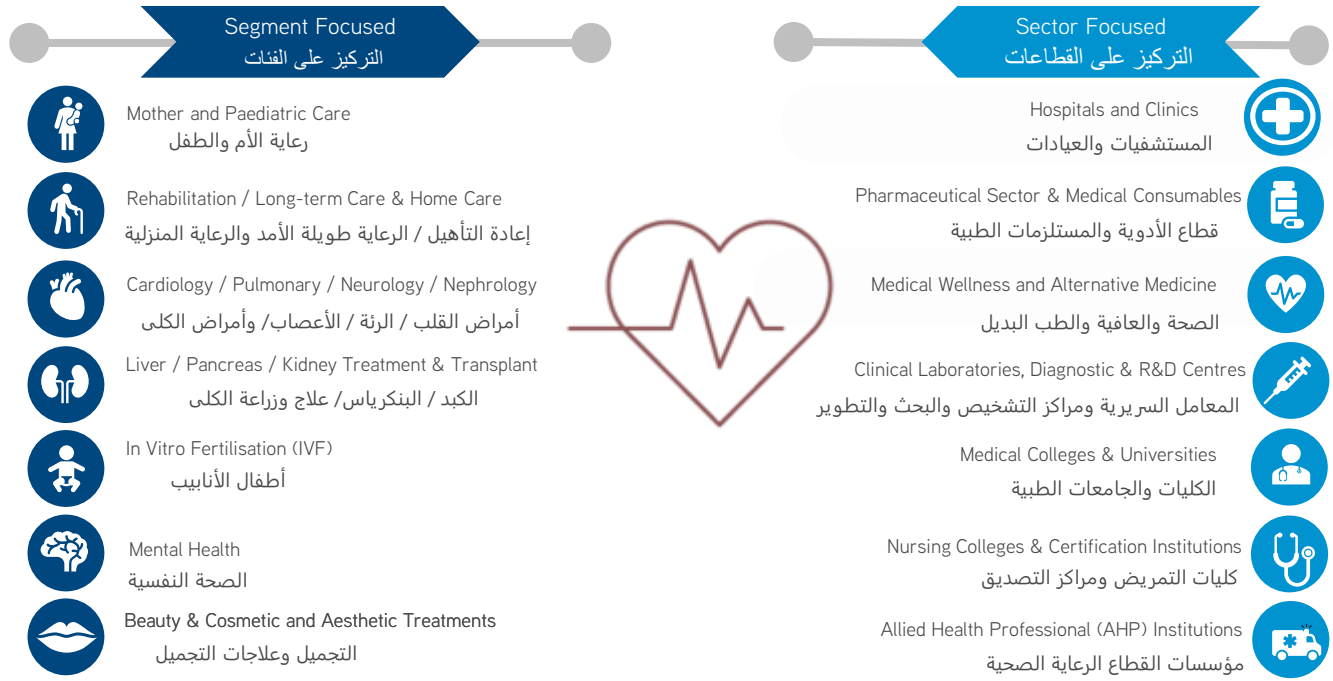 Segment Focused
التركيز على الفئات
Mother and Paediatric Care
رعاية الأم والطفل
Rehabilitation / Long-term Care & Home Care
إعادة التأهيل / الرعاية طويلة الأمد والرعاية المنزلية
Cardiology / Pulmonary / Neurology / Nephrology
أمراض القلب / الرئة / الأعصاب/ وأمراض الكلى
Liver / Pancreas / Kidney Treatment & Transplant
الكبد / البنكرياس/ علاج وزراعة الكلى
In Vitro Fertilisation (IVF)
أطفال الأنابيب
Mental Health
الصحة النفسية
Beauty & Cosmetic and Aesthetic Treatments
التجميل وعلاجات التجميل
Sector Focused
التركيز على القطاعات
Hospitals and Clinics
المستشفيات والعيادات
Pharmaceutical Sector & Medical Consumables
قطاع الأدوية والمستلزمات الطبية
Medical Wellness and Alternative Medicine
الصحة والعافية والطب البديل
Clinical Laboratories, Diagnostic & R&D Centres
المعامل السريرية ومراكز التشخيص والبحث والتطوير
Medical Colleges & Universities
الكليات والجامعات الطبية
Nursing Colleges & Certification Institutions
كليات التمريض ومراكز التصديق
Allied Health Professional (AHP) Institutions
مؤسسات القطاع الرعاية الصحية